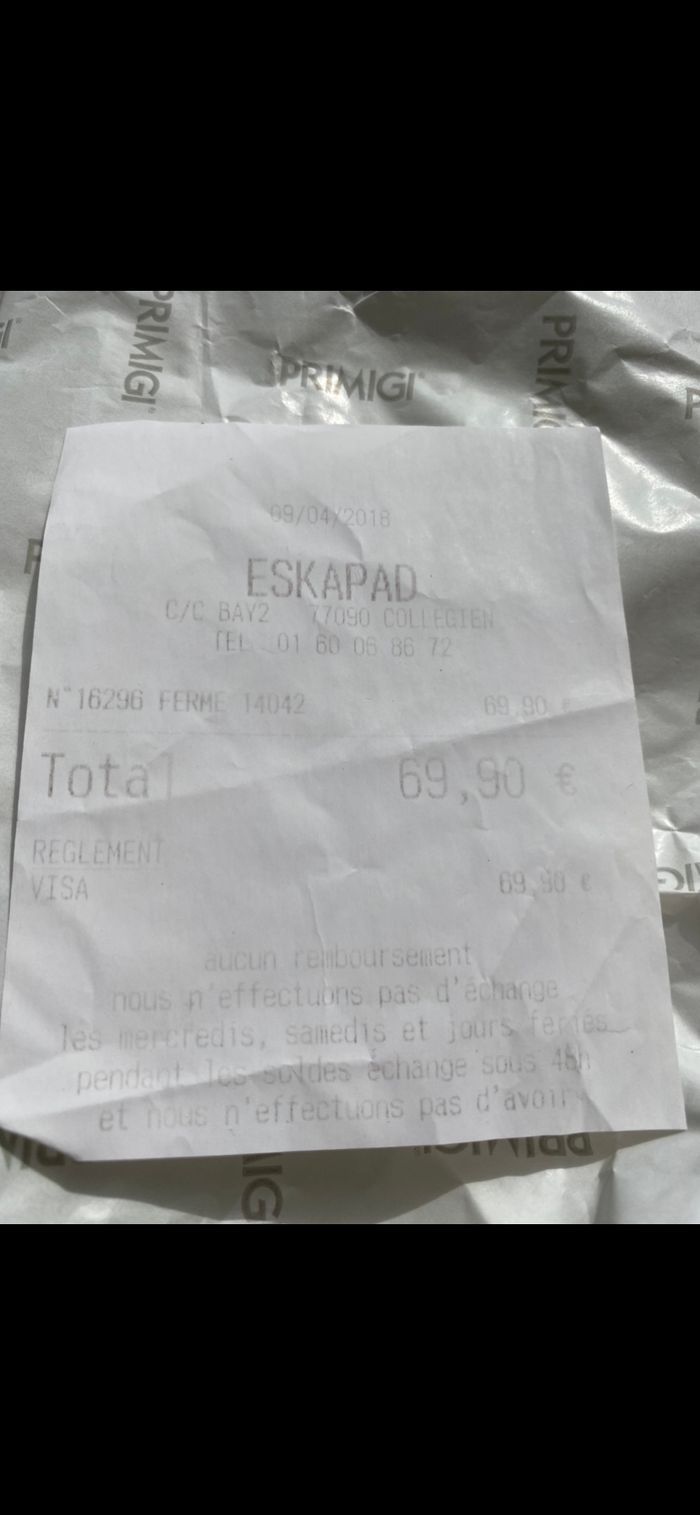 PRIMIGI
PRIMIGI
PRIMIGI
09/04/2018
ESKAPAD
C/C BAY2 77090 COLLEGIEN
TEL 01 60 06 86 72
N°16296 FERME 14042 69,90 €
Total 69,90 €
REGLEMENT
VISA 69,90 €
aucun remboursement
nous n'effectuons pas d'échange
les mercredis, samedis et jours feriés
pendant les soldes échange sous 48h
et nous n'effectuons pas d'avoir
PRIMIGI